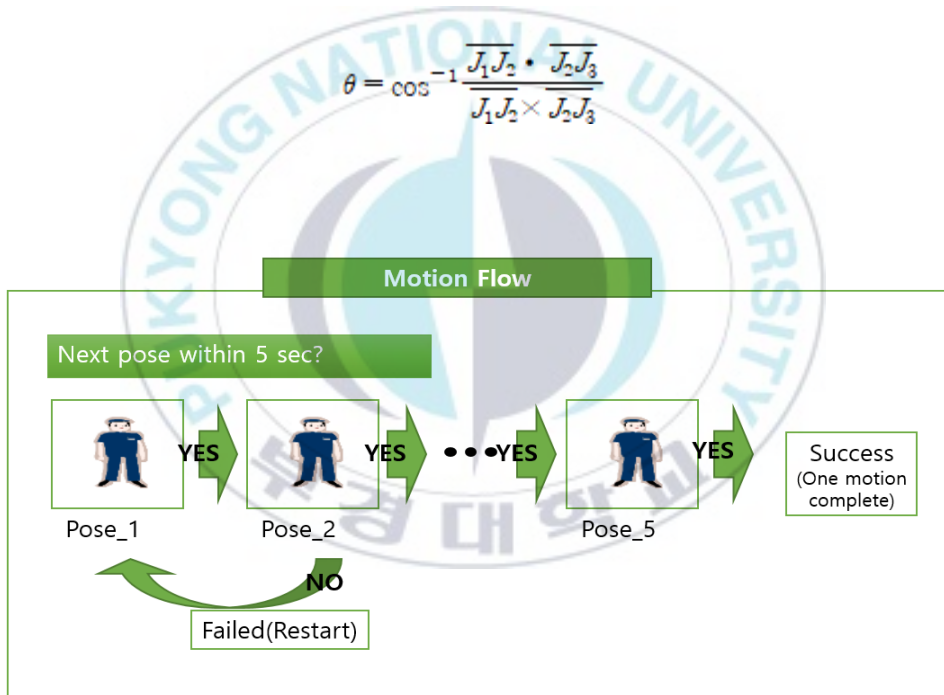 θ = cos⁻¹ (J₁J₂ • J₂J₃) / (J₁J₂ × J₂J₃)
PUKYONG NATIONAL UNIVERSITY
Motion Flow
Next pose within 5 sec?
YES YES •••YES YES
Success
(One motion
complete)
Pose_1 Pose_2 Pose_5
부경대학교
NO
Failed(Restart)